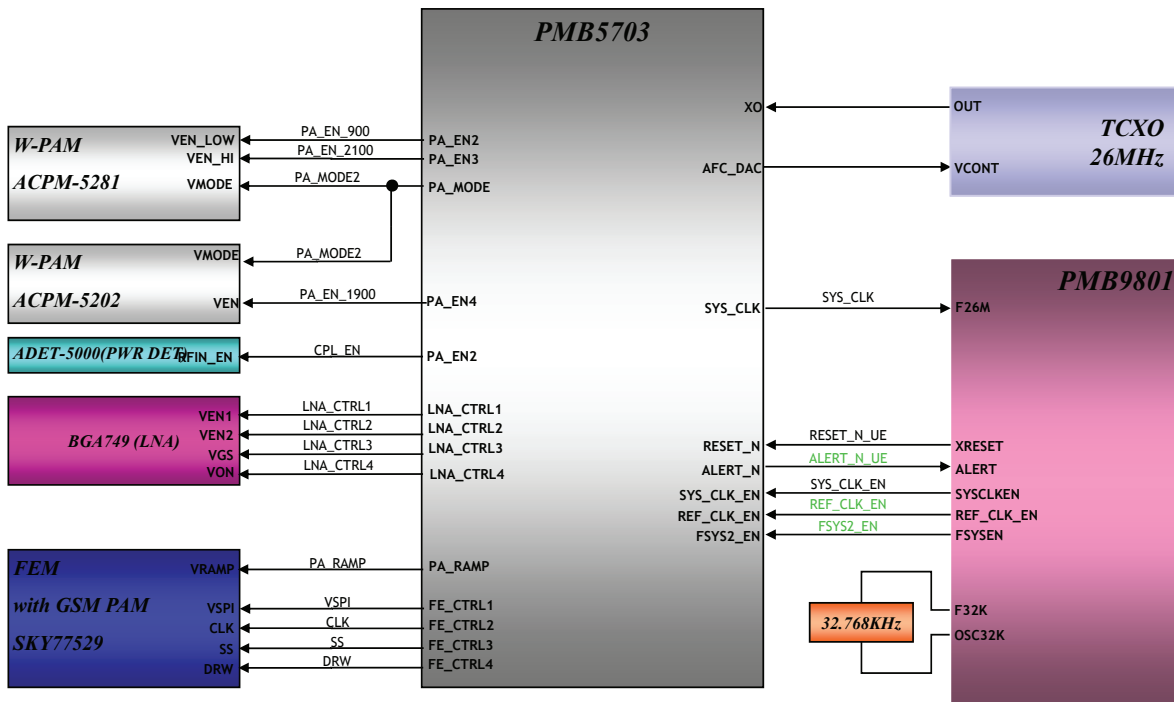 PMB5703
XO
OUT
TCXO
26MHz
AFC_DAC
VCONT
W-PAM
ACPM-5281
VEN_LOW
PA_EN_900
PA_EN2
VEN_HI
PA_EN_2100
PA_EN3
VMODE
PA_MODE2
PA_MODE
W-PAM
ACPM-5202
VMODE
PA_MODE2
VEN
PA_EN_1900
PA_EN4
ADET-5000(PWR DET)
RFIN_EN
CPL_EN
PA_EN2
BGA749 (LNA)
VEN1
LNA_CTRL1
LNA_CTRL1
VEN2
LNA_CTRL2
LNA_CTRL2
VGS
LNA_CTRL3
LNA_CTRL3
VON
LNA_CTRL4
LNA_CTRL4
FEM
with GSM PAM
SKY77529
VRAMP
PA_RAMP
PA_RAMP
VSPI
VSPI
FE_CTRL1
CLK
CLK
FE_CTRL2
SS
SS
FE_CTRL3
DRW
DRW
FE_CTRL4
PMB9801
SYS_CLK
SYS_CLK
F26M
RESET_N
RESET_N_UE
XRESET
ALERT_N
ALERT_N_UE
ALERT
SYS_CLK_EN
SYS_CLK_EN
SYSCLKEN
REF_CLK_EN
REF_CLK_EN
REF_CLK_EN
FSYS2_EN
FSYS2_EN
FSYSEN
32.768KHz
F32K
OSC32K